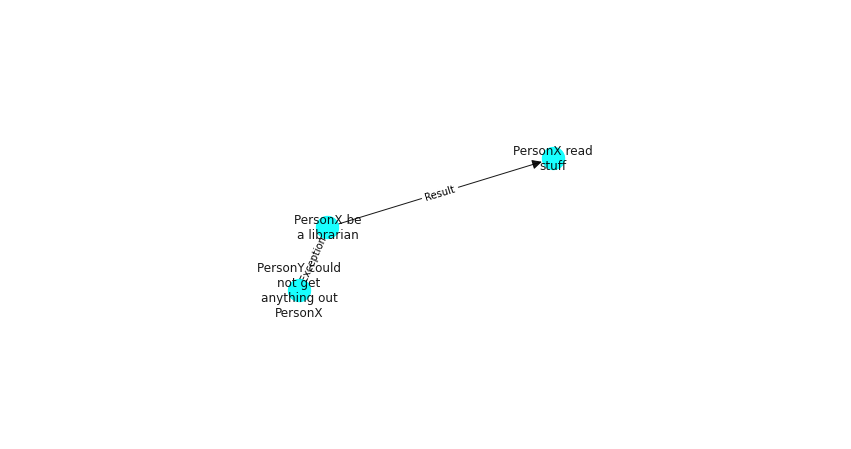 PersonX read
stuff
Result
PersonX be
a librarian
Exception
PersonY could
not get
anything out
PersonX